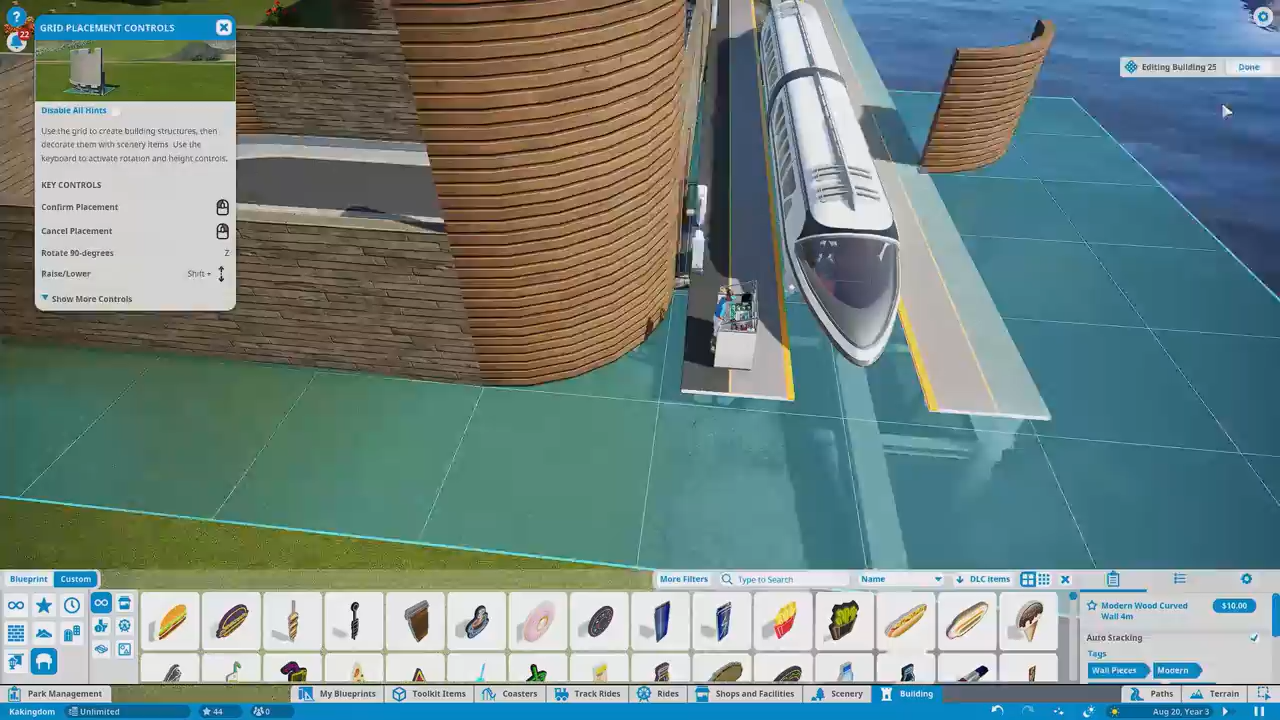 ?
22
GRID PLACEMENT CONTROLS
Disable All Hints
Use the grid to create building structures, then
decorate them with scenery items. Use the
keyboard to activate rotation and height controls.
KEY CONTROLS
Confirm Placement
Cancel Placement
Rotate 90-degrees Z
Raise/Lower Shift +
Show More Controls
Editing Building 25 Done
Blueprint Custom
More Filters Type to Search Name DLC Items
Modern Wood Curved
Wall 4m
$10.00
Auto Stacking
Tags
Wall Pieces Modern
Park Management My Blueprints Toolkit Items Coasters Track Rides Rides Shops and Facilities Scenery Building Paths Terrain
Kakingdom Unlimited 44 0 Aug 20, Year 3